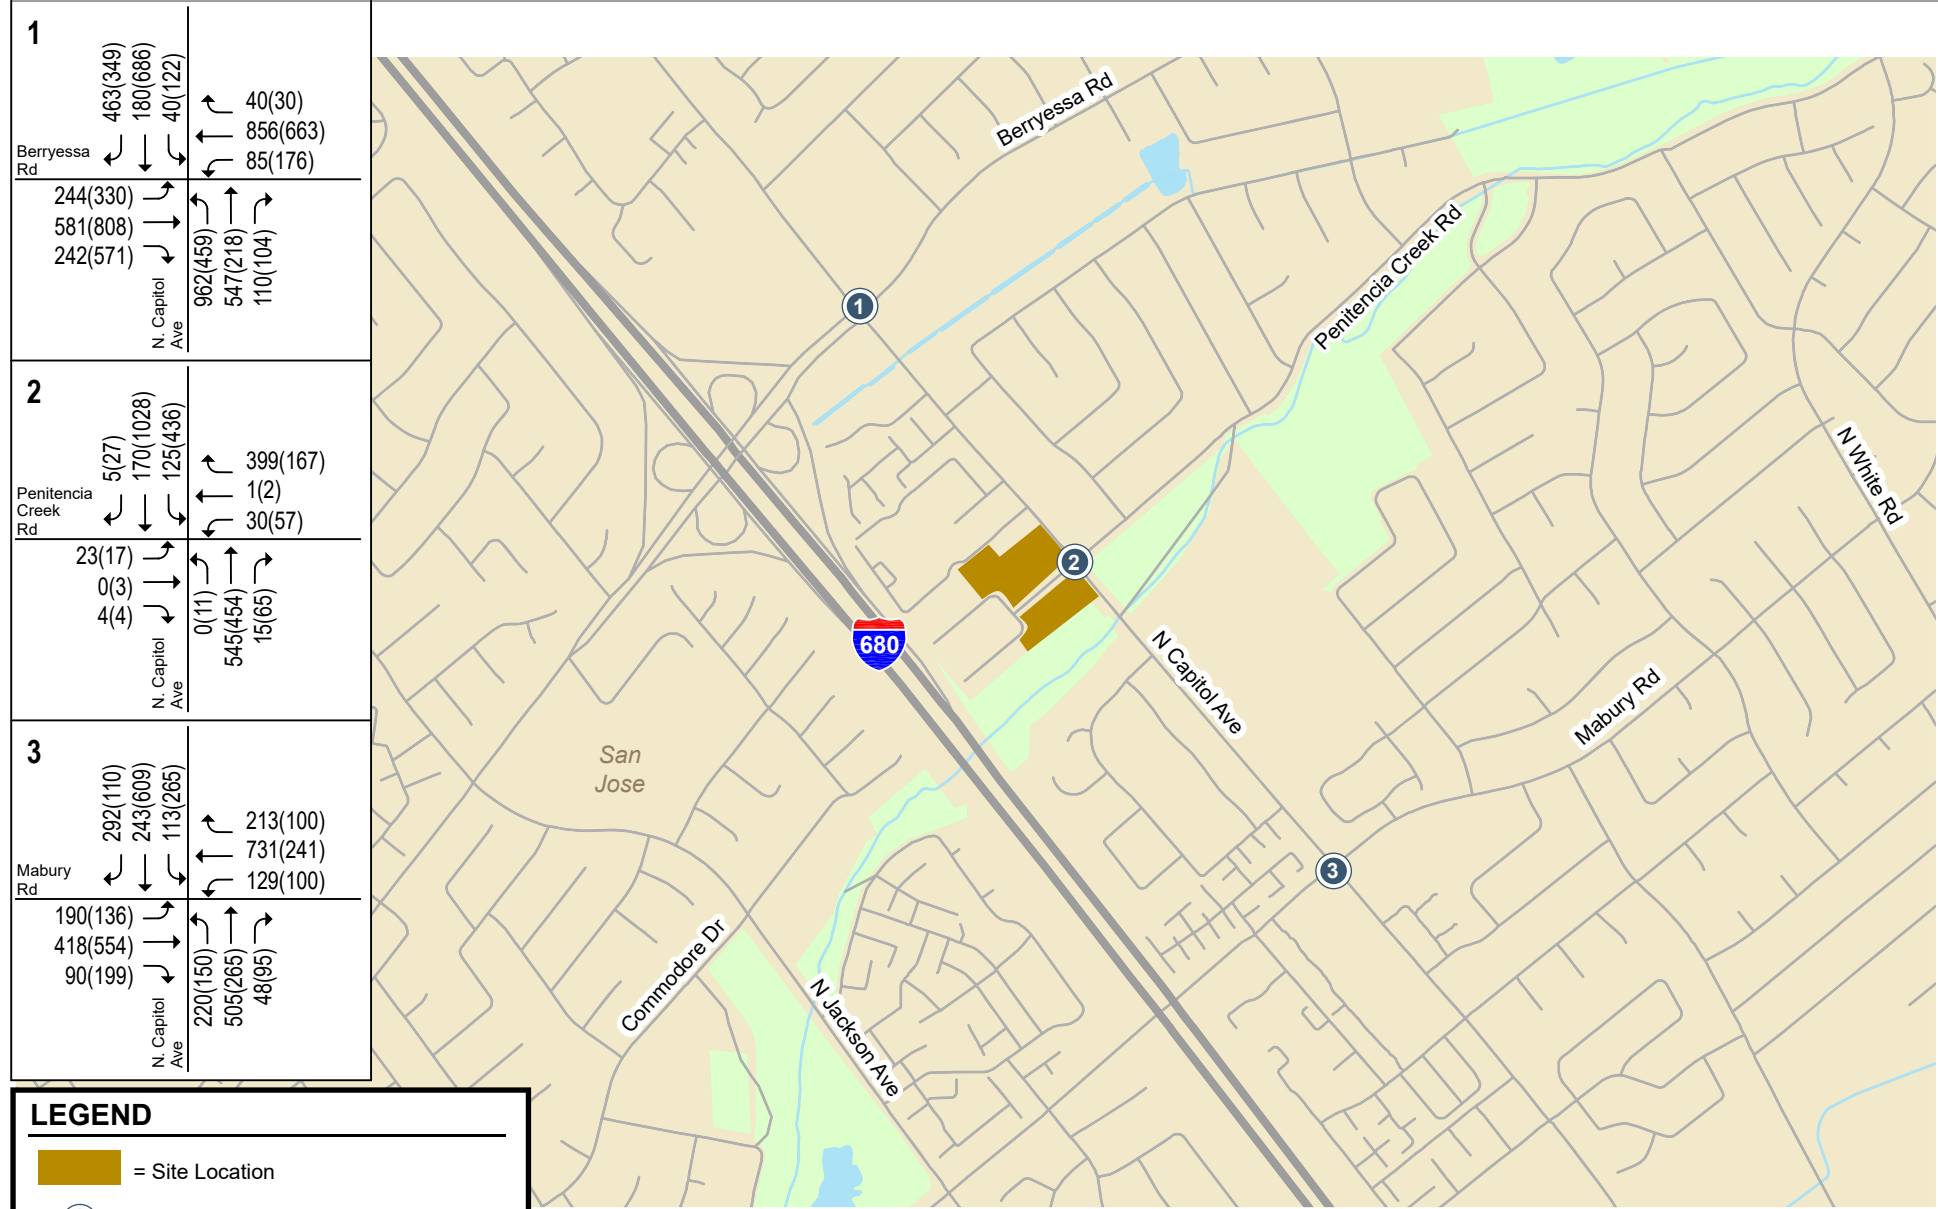 1
463(349)
180(686)
40(122)
40(30)
856(663)
85(176)
Berryessa
Rd
244(330)
581(808)
242(571)
N. Capitol
Ave
962(459)
547(218)
110(104)
2
5(27)
170(1028)
125(436)
399(167)
1(2)
30(57)
Penitencia
Creek
Rd
23(17)
0(3)
4(4)
N. Capitol
Ave
0(11)
545(454)
15(65)
3
292(110)
243(609)
113(265)
213(100)
731(241)
129(100)
Mabury
Rd
190(136)
418(554)
90(199)
N. Capitol
Ave
220(150)
505(265)
48(95)
Berryessa Rd
Penitencia Creek Rd
1
N White Rd
2
680
N Capitol Ave
Mabury Rd
San
Jose
3
Commodore Dr
N Jackson Ave
LEGEND
= Site Location